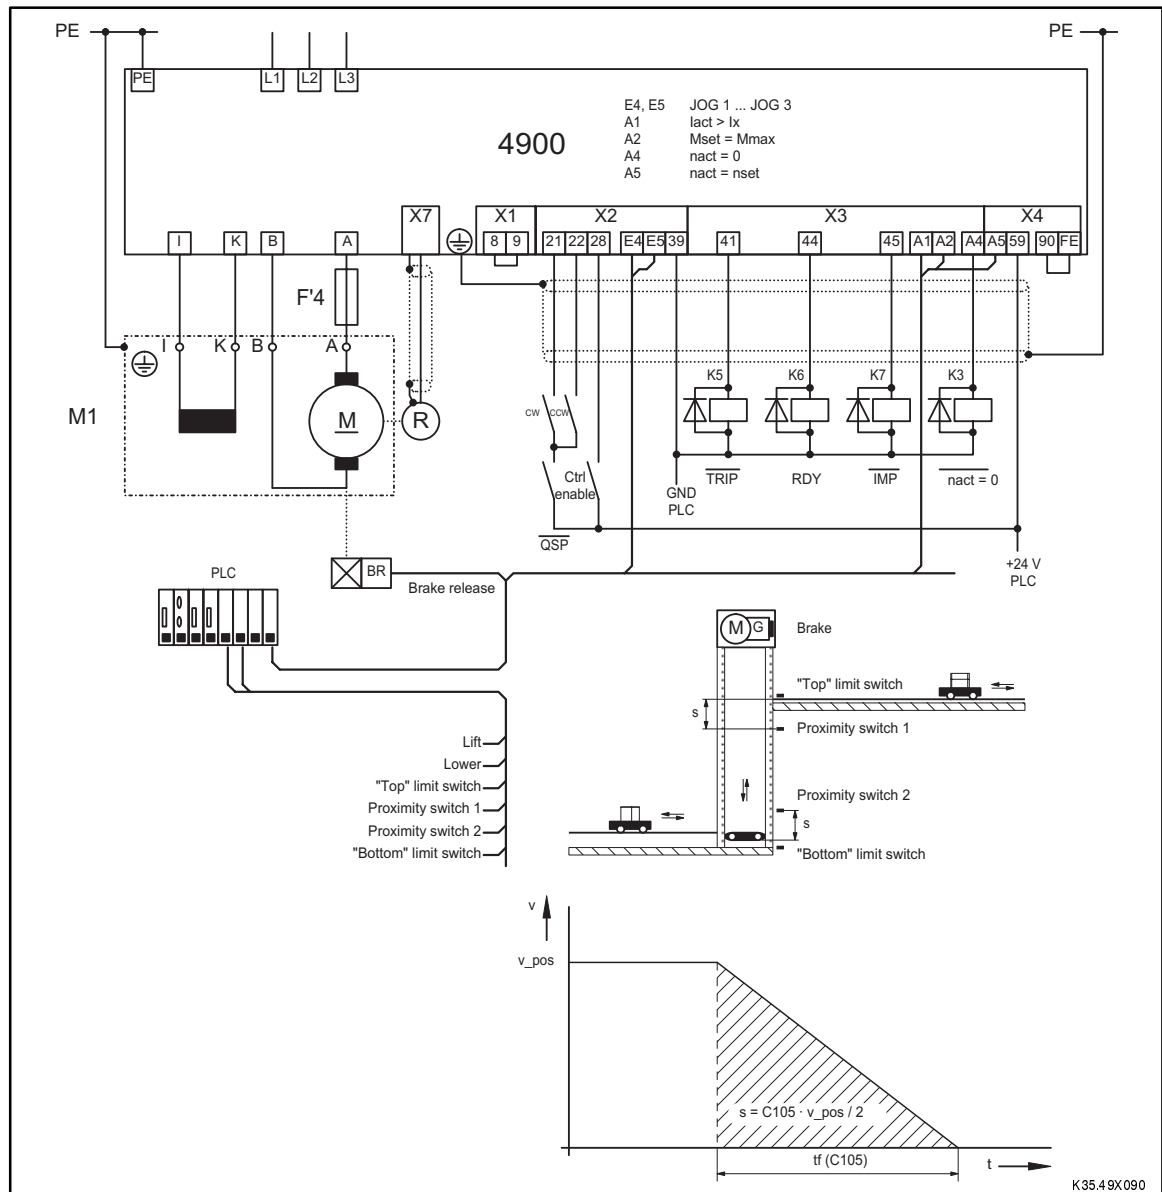 PE
PE
PE
L1
L2
L3
4900
E4, E5 JOG 1 ... JOG 3
A1 Iact > Ix
A2 Mset = Mmax
A4 nact = 0
A5 nact = nset
X7
X1
X2
X3
X4
I
K
B
A
8
9
21
22
28
E4
E5
39
41
44
45
A1
A2
A4
A5
59
90
FE
F'4
I
K
B
A
M1
M
R
CW
CCW
Ctrl
enable
QSP
K5
K6
K7
K3
GND
PLC
TRIP
RDY
IMP
nact = 0
+24 V
PLC
PLC
BR
Brake release
M
G
Brake
"Top" limit switch
s
Proximity switch 1
Proximity switch 2
s
"Bottom" limit switch
Lift
Lower
"Top" limit switch
Proximity switch 1
Proximity switch 2
"Bottom" limit switch
v
v_pos
s = C105 · v_pos / 2
tf (C105)
t
K35.49X090